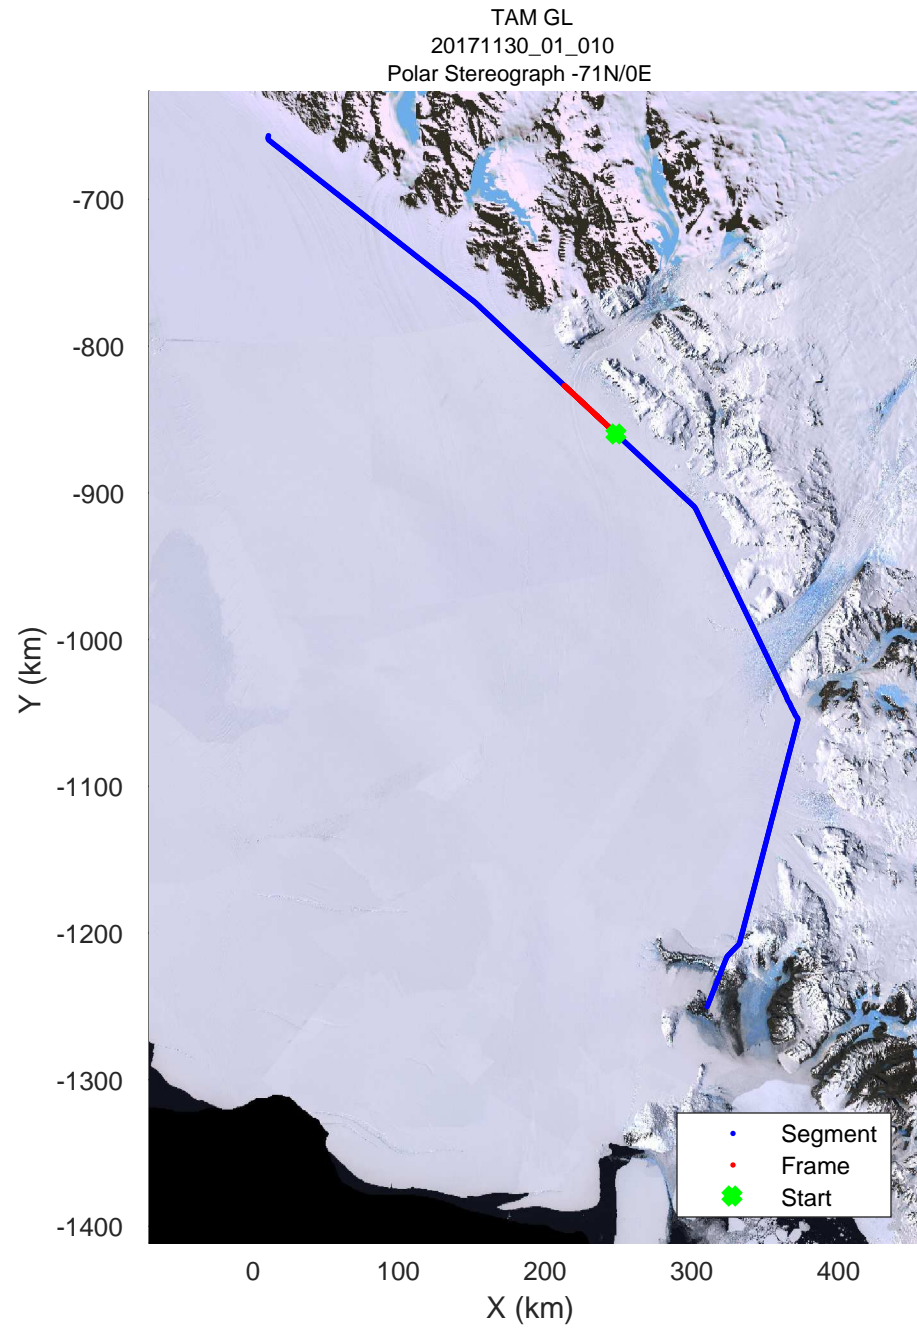 TAM GL
20171130_01_010
Polar Stereograph -71N/0E
-700
-800
-900
-1000
-1100
-1200
-1300
-1400
Y (km)
0 100 200 300 400
X (km)
Segment
Frame
Start